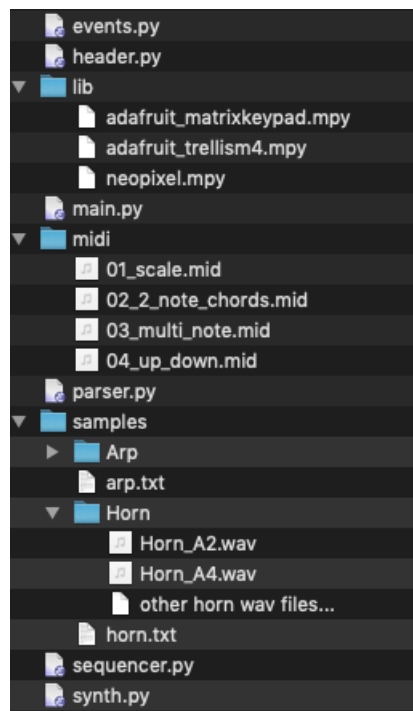 events.py
header.py
lib
adafruit_matrixkeypad.mpy
adafruit_trellism4.mpy
neopixel.mpy
main.py
midi
01_scale.mid
02_2_note_chords.mid
03_multi_note.mid
04_up_down.mid
parser.py
samples
Arp
arp.txt
Horn
Horn_A2.wav
Horn_A4.wav
other horn wav files...
horn.txt
sequencer.py
synth.py